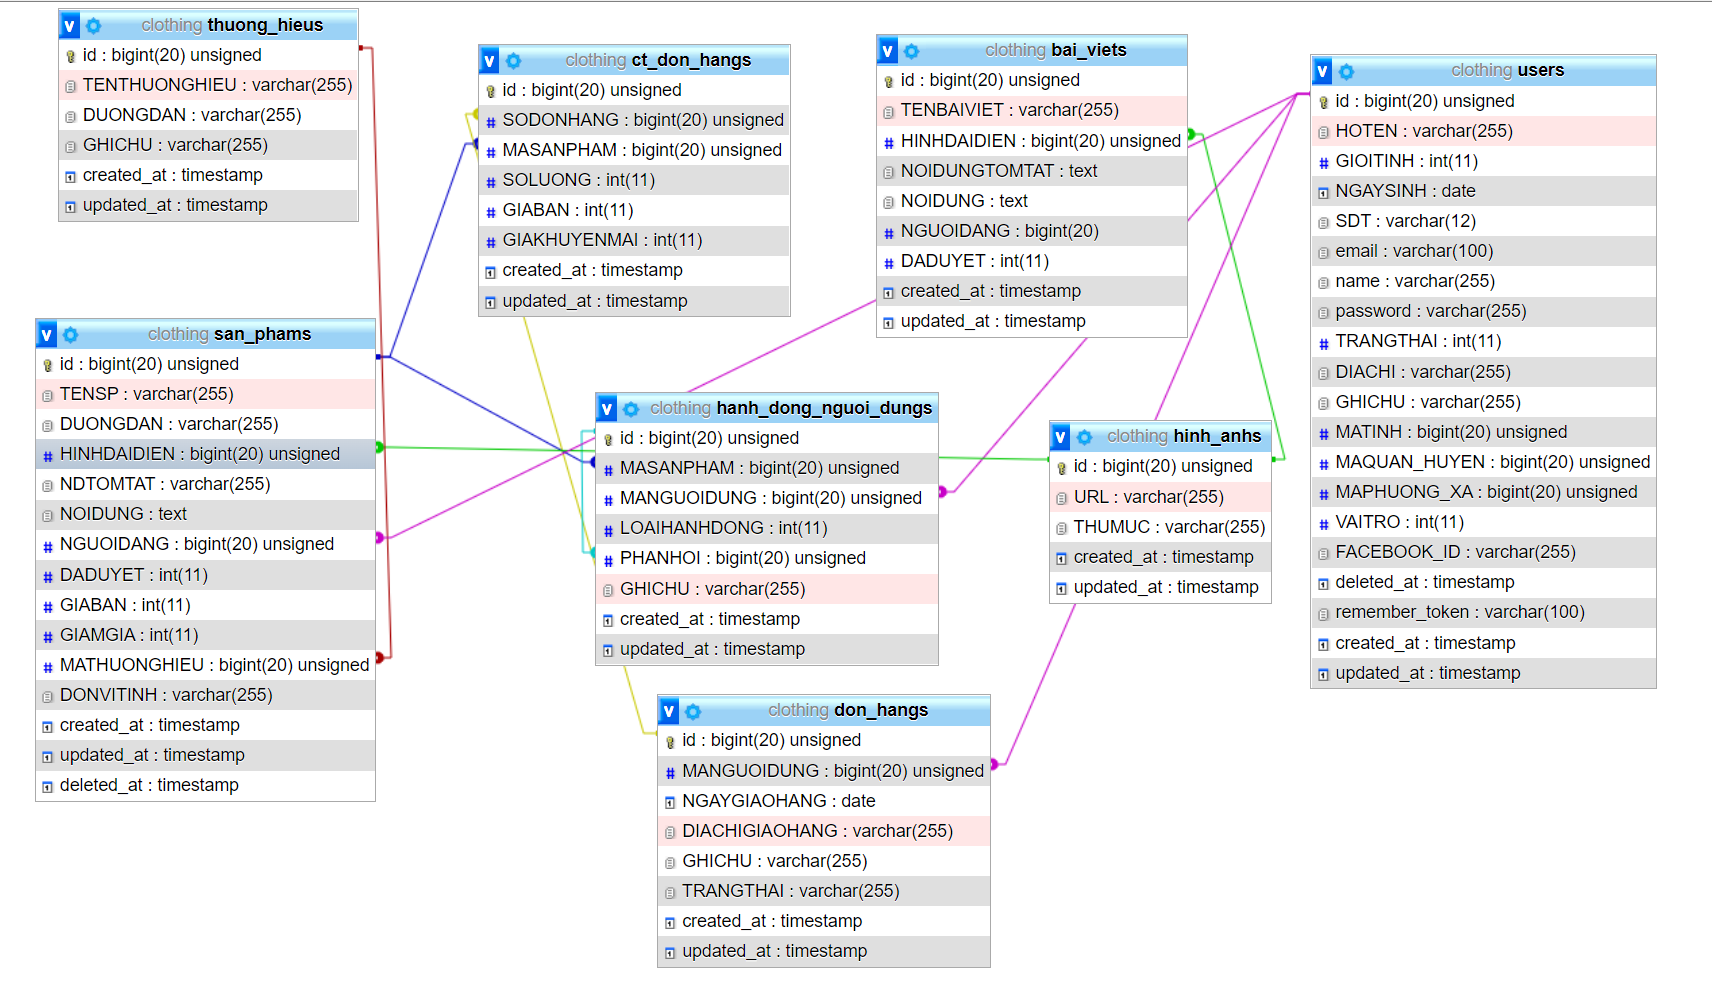 v clothing thuong_hieus
id : bigint(20) unsigned
TENTHUONGHIEU : varchar(255)
DUONGDAN : varchar(255)
GHICHU : varchar(255)
created_at : timestamp
updated_at : timestamp
v clothing ct_don_hangs
id : bigint(20) unsigned
SODONHANG : bigint(20) unsigned
MASANPHAM : bigint(20) unsigned
SOLUONG : int(11)
GIABAN : int(11)
GIAKHUYENMAI : int(11)
created_at : timestamp
updated_at : timestamp
v clothing bai_viets
id : bigint(20) unsigned
TENBAIVIET : varchar(255)
HINHDAIDIEN : bigint(20) unsigned
NOIDUNGTOMTAT : text
NOIDUNG : text
NGUOIDANG : bigint(20)
DADUYET : int(11)
created_at : timestamp
updated_at : timestamp
v clothing users
id : bigint(20) unsigned
HOTEN : varchar(255)
GIOITINH : int(11)
NGAYSINH : date
SDT : varchar(12)
email : varchar(100)
name : varchar(255)
password : varchar(255)
TRANGTHAI : int(11)
DIACHI : varchar(255)
GHICHU : varchar(255)
MATINH : bigint(20) unsigned
MAQUAN_HUYEN : bigint(20) unsigned
MAPHUONG_XA : bigint(20) unsigned
VAITRO : int(11)
FACEBOOK_ID : varchar(255)
deleted_at : timestamp
remember_token : varchar(100)
created_at : timestamp
updated_at : timestamp
v clothing san_phams
id : bigint(20) unsigned
TENSP : varchar(255)
DUONGDAN : varchar(255)
HINHDAIDIEN : bigint(20) unsigned
NDTOMTAT : varchar(255)
NOIDUNG : text
NGUOIDANG : bigint(20) unsigned
DADUYET : int(11)
GIABAN : int(11)
GIAMGIA : int(11)
MATHUONGHIEU : bigint(20) unsigned
DONVITINH : varchar(255)
created_at : timestamp
updated_at : timestamp
deleted_at : timestamp
v clothing hanh_dong_nguoi_dungs
id : bigint(20) unsigned
MASANPHAM : bigint(20) unsigned
MANGUOIDUNG : bigint(20) unsigned
LOAIHANHDONG : int(11)
PHANHOI : bigint(20) unsigned
GHICHU : varchar(255)
created_at : timestamp
updated_at : timestamp
v clothing hinh_anhs
id : bigint(20) unsigned
URL : varchar(255)
THUMUC : varchar(255)
created_at : timestamp
updated_at : timestamp
v clothing don_hangs
id : bigint(20) unsigned
MANGUOIDUNG : bigint(20) unsigned
NGAYGIAOHANG : date
DIACHIGIAOHANG : varchar(255)
GHICHU : varchar(255)
TRANGTHAI : varchar(255)
created_at : timestamp
updated_at : timestamp